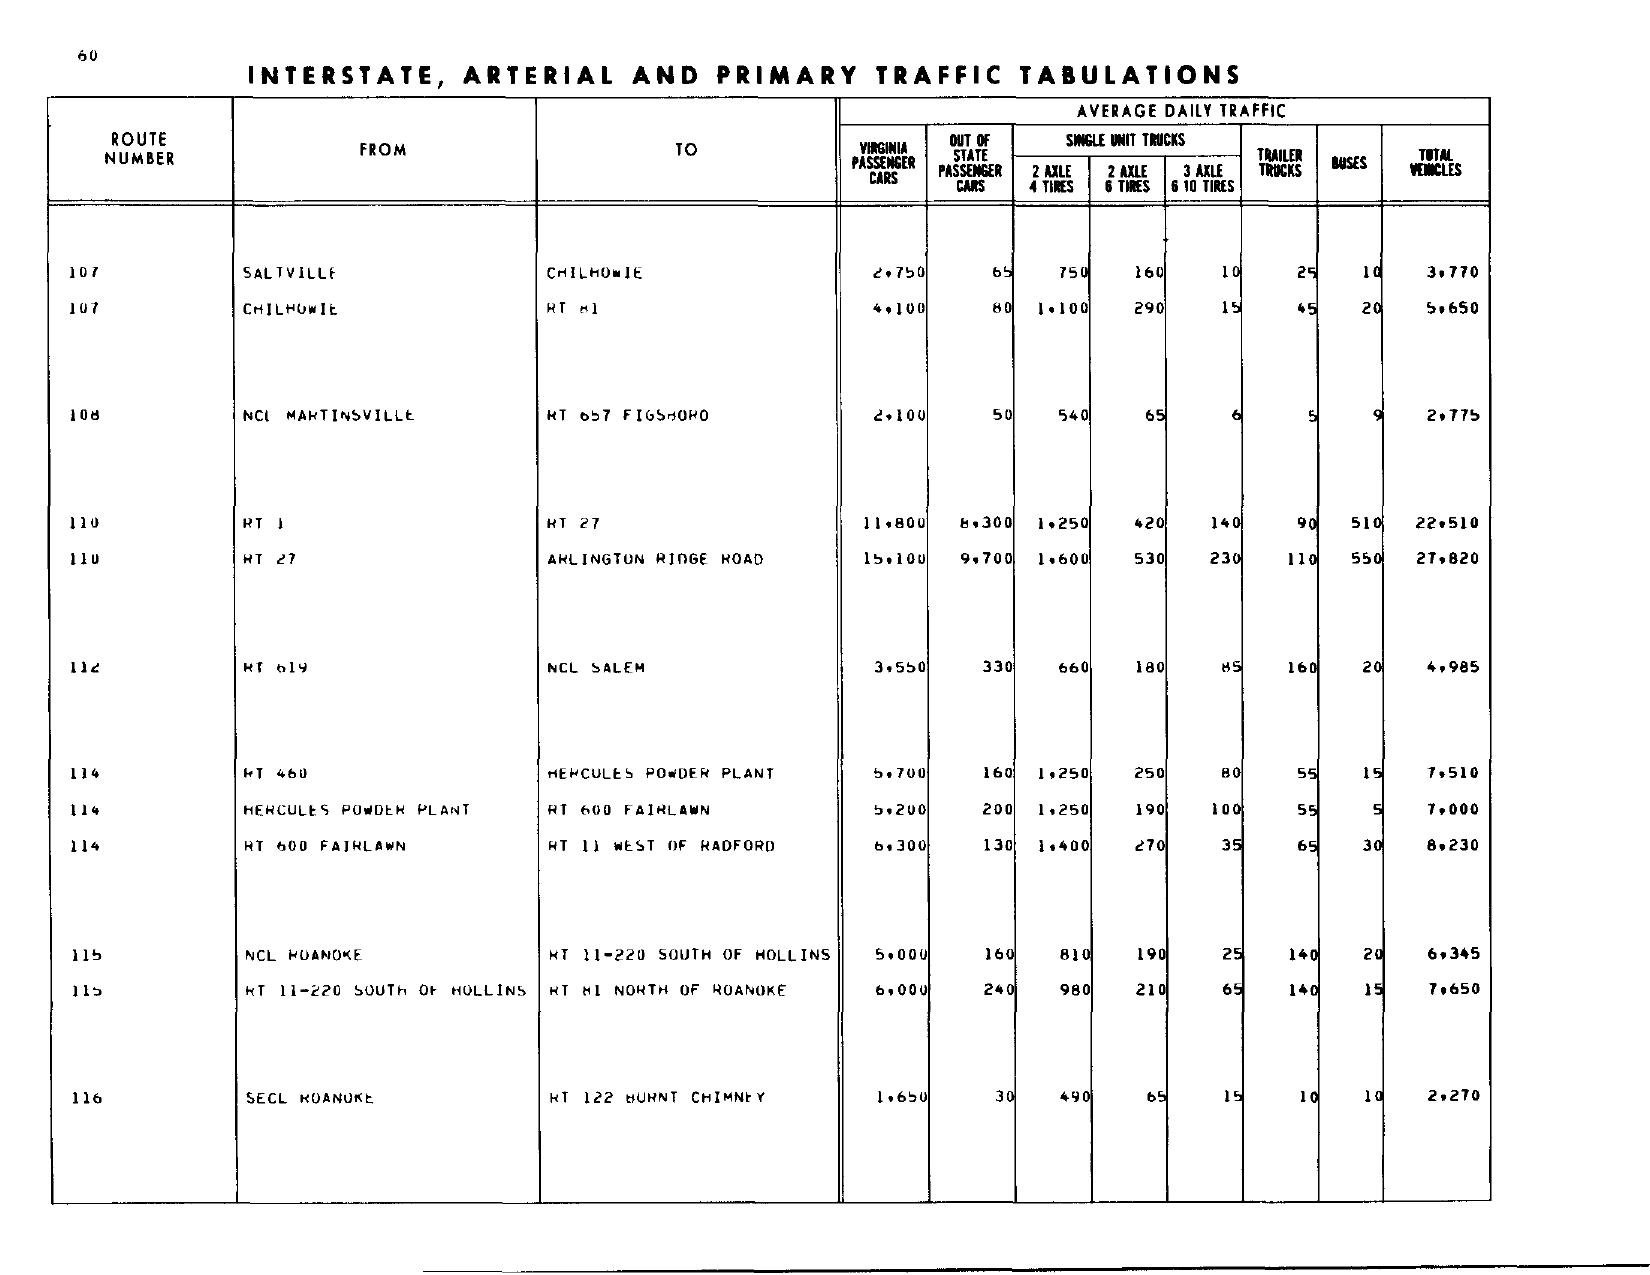 60
INTERSTATE, ARTERIAL AND PRIMARY TRAFFIC TABULATIONS
AVERAGE DAILY TRAFFIC
ROUTE NUMBER FROM TO VIRGINIA PASSENGER CARS OUT OF STATE PASSENGER CARS SINGLE UNIT TRUCKS 2 AXLE 4 TIRES 2 AXLE 6 TIRES 3 AXLE 6 10 TIRES TRAILER TRUCKS BUSES TOTAL VEHICLES
107 SALTVILLE CHILHOWIE 2,750 65 750 160 10 25 10 3,770
107 CHILHOWIE RT 81 4,100 80 1,100 290 15 45 20 5,650
108 NCL MARTINSVILLE RT 657 FIGSBORO 2,100 50 540 65 6 5 9 2,775
110 RT 1 RT 27 11,800 8,300 1,250 420 140 90 510 22,510
110 RT 27 ARLINGTON RIDGE ROAD 15,100 9,700 1,600 530 230 110 550 27,820
112 RT 619 NCL SALEM 3,550 330 660 180 85 160 20 4,985
114 RT 460 HERCULES POWDER PLANT 5,700 160 1,250 250 80 55 15 7,510
114 HERCULES POWDER PLANT RT 600 FAIRLAWN 5,200 200 1,250 190 100 55 5 7,000
114 RT 600 FAIRLAWN RT 11 WEST OF RADFORD 6,300 130 1,400 270 35 65 30 8,230
115 NCL ROANOKE RT 11-220 SOUTH OF HOLLINS 5,000 160 810 190 25 140 20 6,345
115 RT 11-220 SOUTH OF HOLLINS RT 81 NORTH OF ROANOKE 6,000 240 980 210 65 140 15 7,650
116 SECL ROANOKE RT 122 BURNT CHIMNEY 1,650 30 490 65 15 10 10 2,270